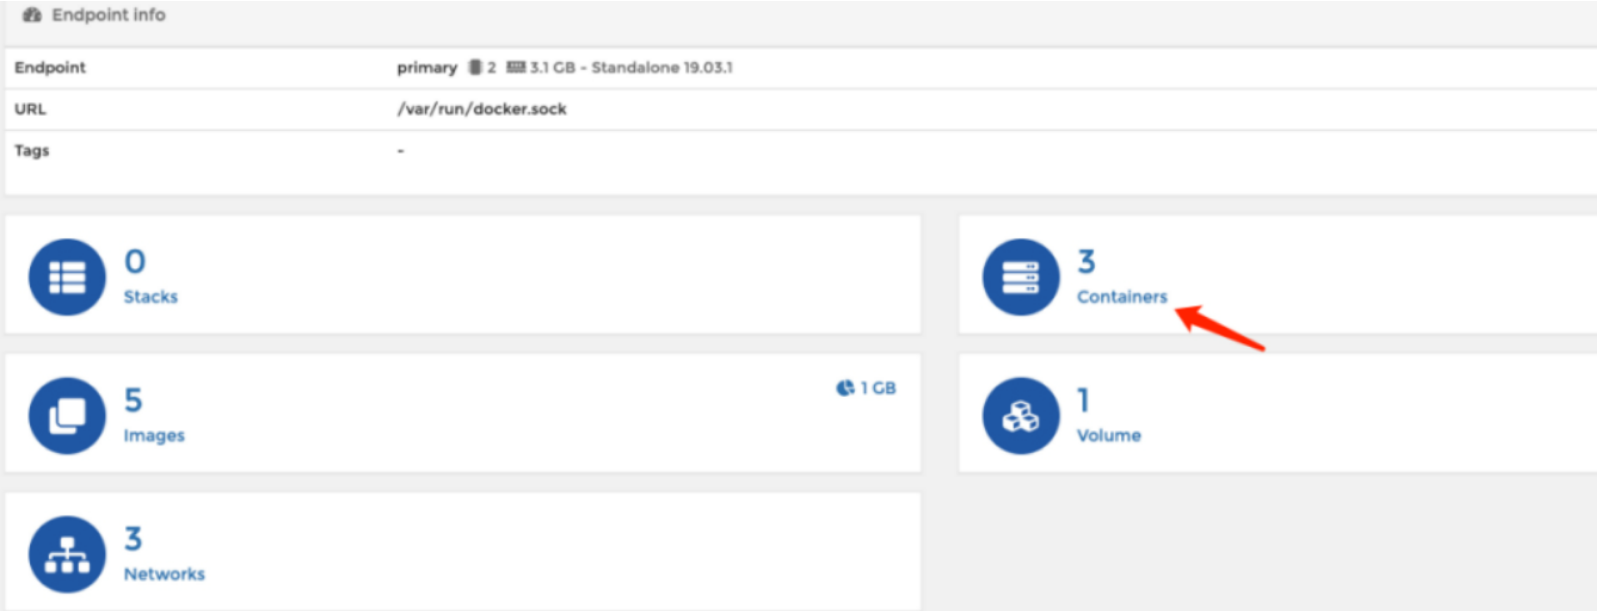 Endpoint info
Endpoint primary 2 3.1 GB - Standalone 19.03.1
URL /var/run/docker.sock
Tags -
0
Stacks
3
Containers
5
Images
1 GB
1
Volume
3
Networks